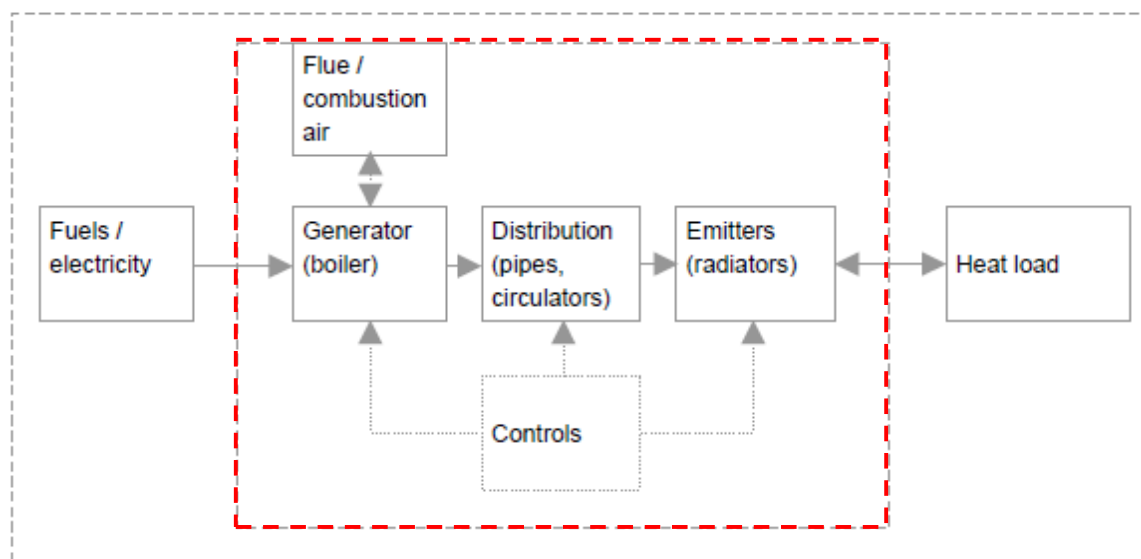 Flue /
combustion
air
Fuels /
electricity
Generator
(boiler)
Distribution
(pipes,
circulators)
Emitters
(radiators)
Heat load
Controls